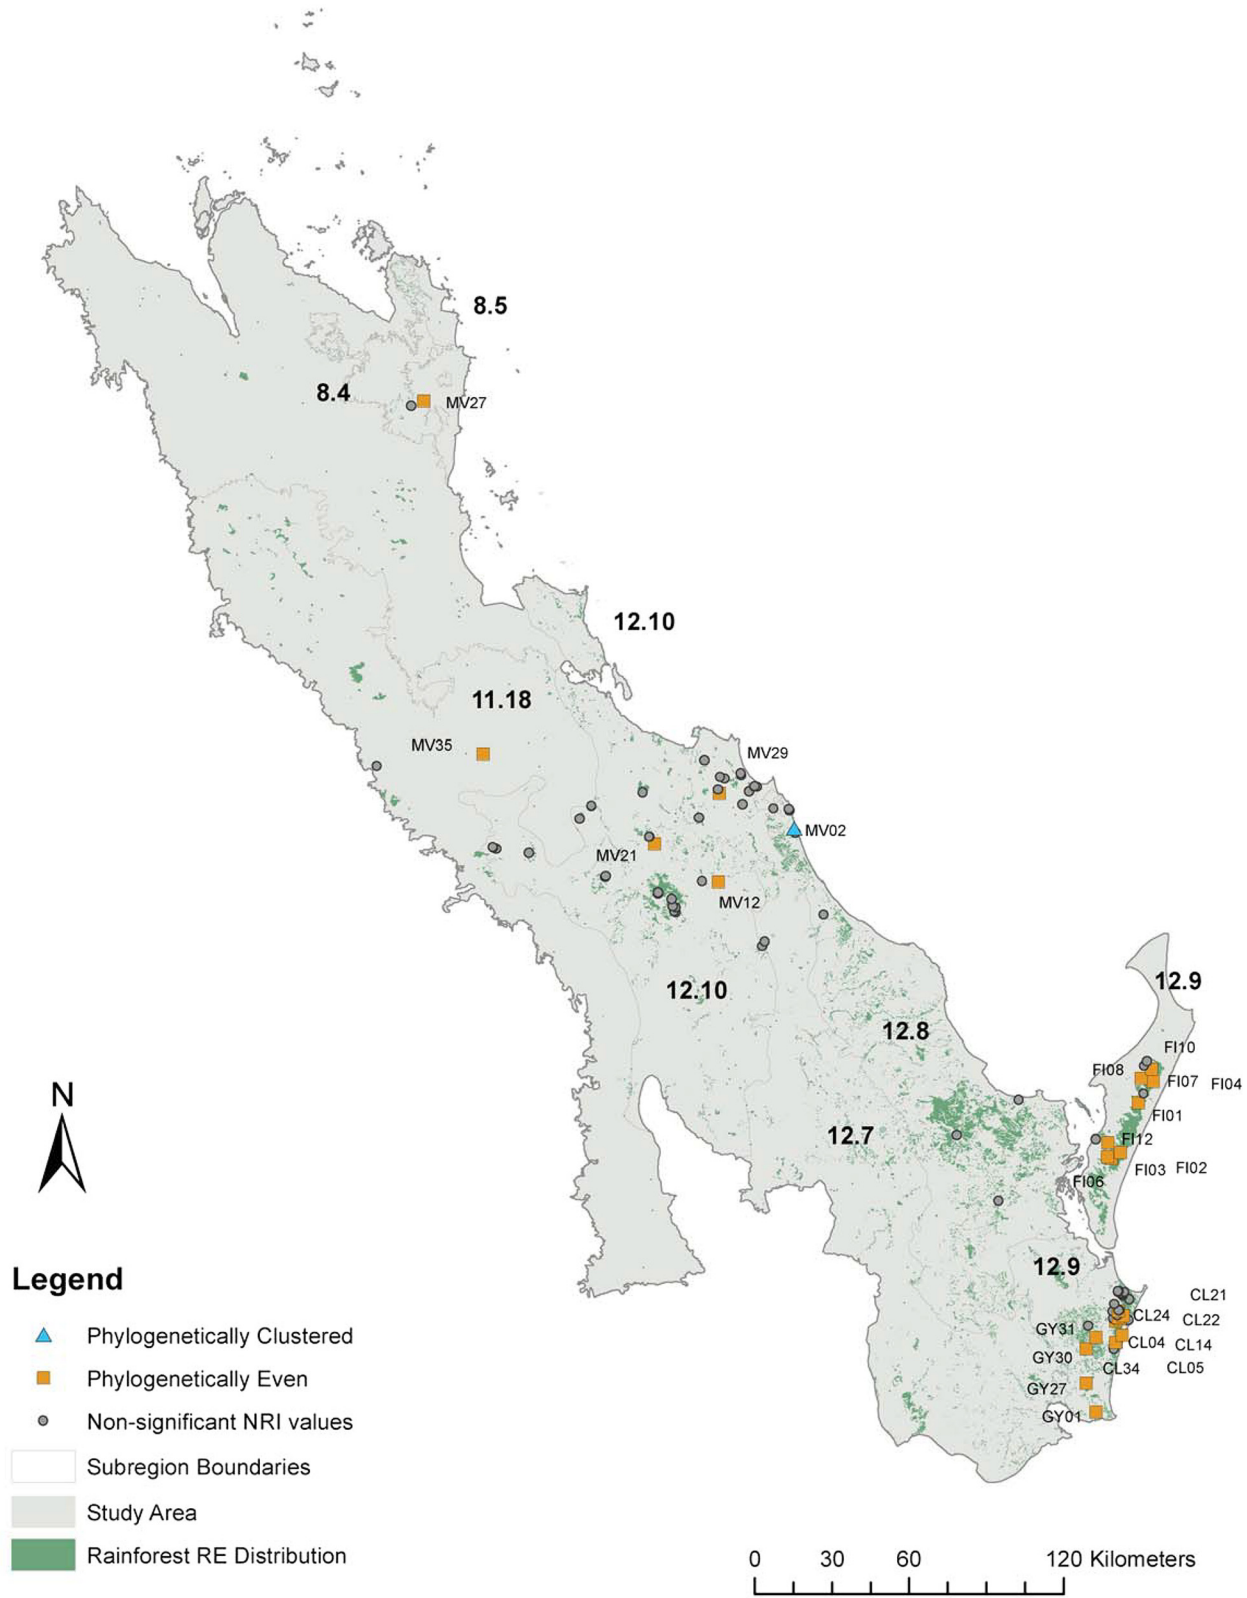 8.5
8.4
MV27
12.10
11.18
MV35
MV29
MV02
MV21
MV12
12.10
12.9
12.8
FI10
FI08
FI07 FI04
FI01
12.7
FI12
FI03 FI02
FI06
12.9
CL21
CL24 CL22
GY31
CL04 CL14
GY30
CL34 CL05
GY27
GY01
N
Legend
Phylogenetically Clustered
Phylogenetically Even
Non-significant NRI values
Subregion Boundaries
Study Area
Rainforest RE Distribution
0 30 60 120 Kilometers